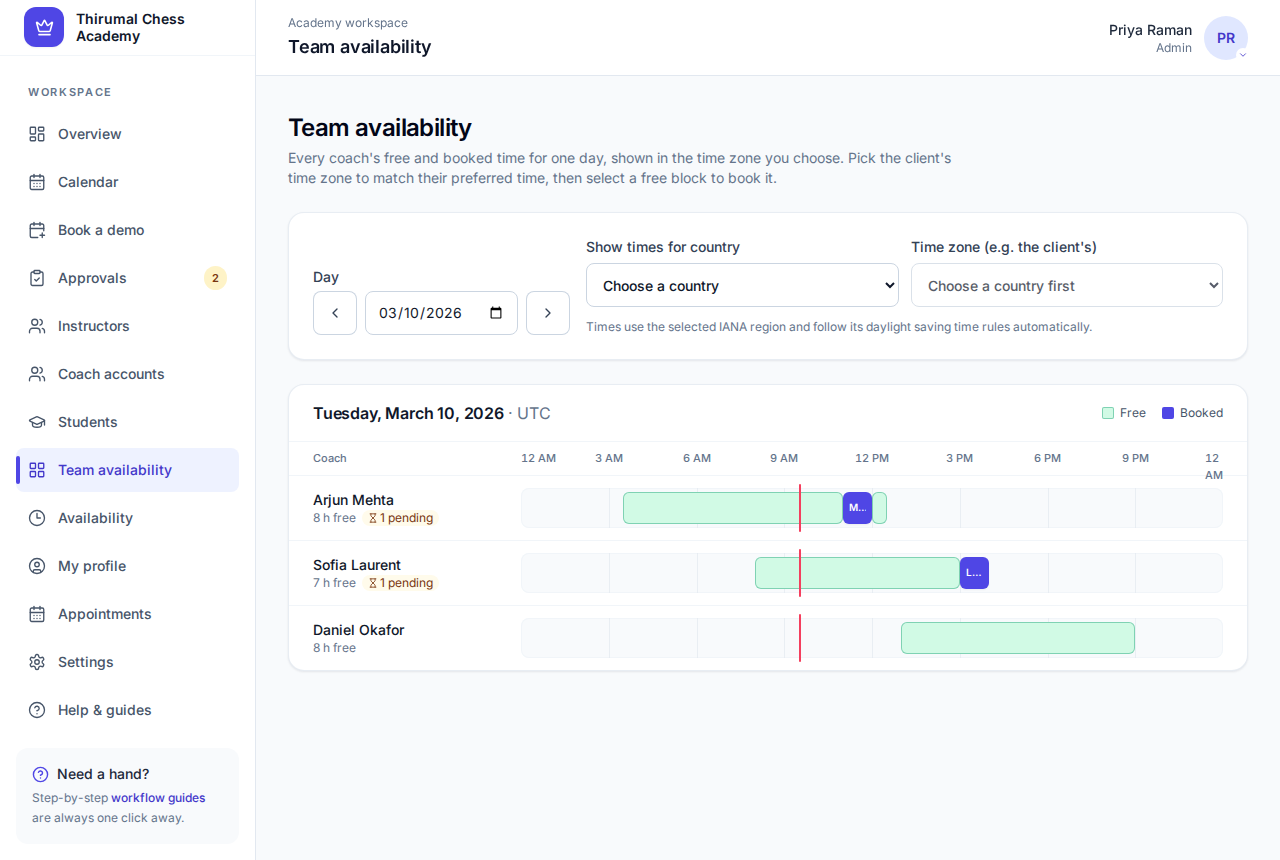 Thirumal Chess
Academy
WORKSPACE
Overview
Calendar
Book a demo
Approvals
2
Instructors
Coach accounts
Students
Team availability
Availability
My profile
Appointments
Settings
Help & guides
Need a hand?
Step-by-step workflow guides
are always one click away.
Academy workspace
Team availability
Priya Raman
Admin
PR
Team availability
Every coach's free and booked time for one day, shown in the time zone you choose. Pick the client's
time zone to match their preferred time, then select a free block to book it.
Day
03/10/2026
Show times for country
Choose a country
Time zone (e.g. the client's)
Choose a country first
Times use the selected IANA region and follow its daylight saving time rules automatically.
Tuesday, March 10, 2026 · UTC
Free
Booked
Coach
12 AM
3 AM
6 AM
9 AM
12 PM
3 PM
6 PM
9 PM
12
AM
Arjun Mehta
8 h free
1 pending
M...
Sofia Laurent
7 h free
1 pending
L...
Daniel Okafor
8 h free